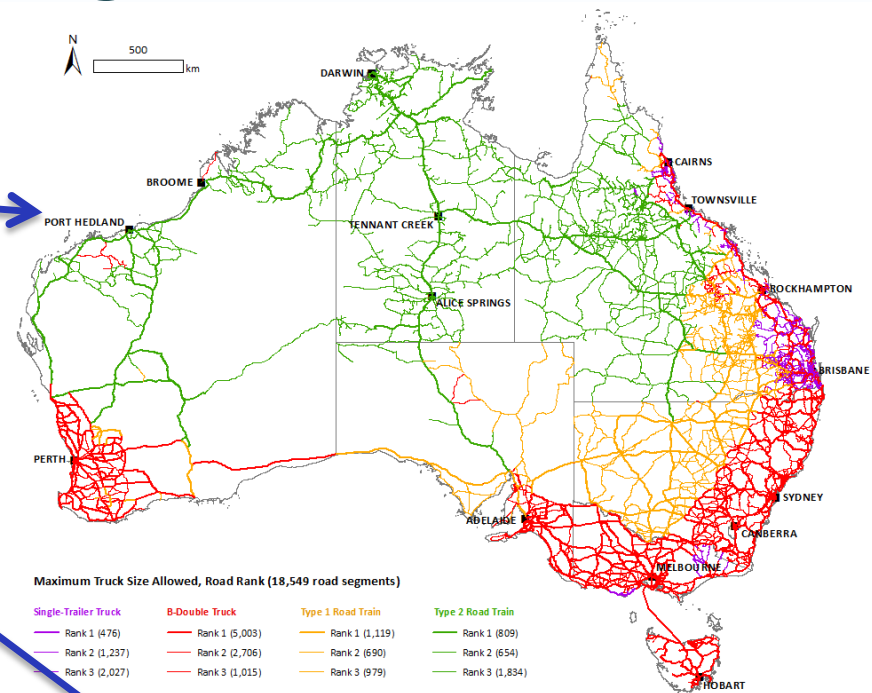 N
500
km
DARWIN
CAIRNS
BROOME
TOWNSVILLE
PORT HEDLAND
TENNANT CREEK
ROCKHAMPTON
ALICE SPRINGS
BRISBANE
PERTH
SYDNEY
ADELAIDE
CANBERRA
MELBOURNE
Maximum Truck Size Allowed, Road Rank (18,549 road segments)
Single-Trailer Truck B-Double Truck Type 1 Road Train Type 2 Road Train
Rank 1 (476) Rank 1 (5,003) Rank 1 (1,119) Rank 1 (809)
Rank 2 (1,237) Rank 2 (2,706) Rank 2 (690) Rank 2 (654)
Rank 3 (2,027) Rank 3 (1,015) Rank 3 (979) Rank 3 (1,834)
HOBART